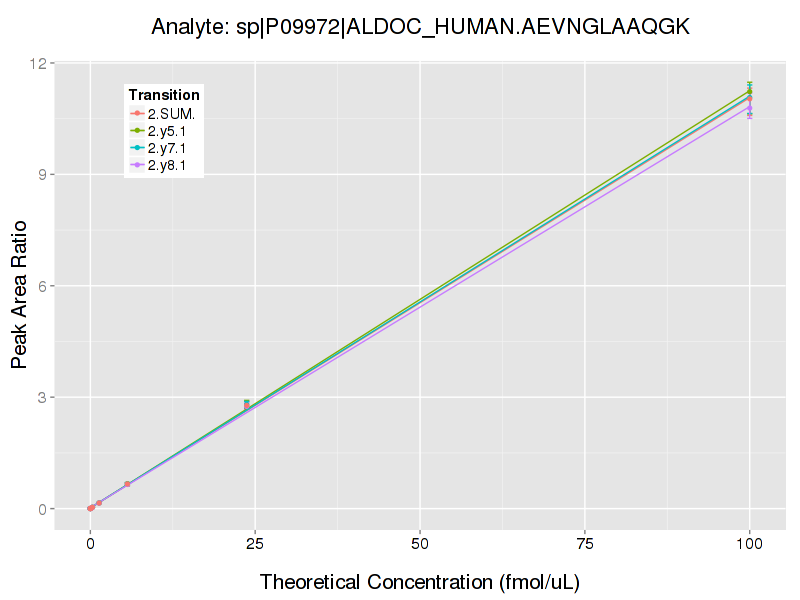 Analyte: sp|P09972|ALDOC_HUMAN.AEVNGLAAQGK
12
9
6
3
0
Peak Area Ratio
Transition
2.SUM.
2.y5.1
2.y7.1
2.y8.1
0 25 50 75 100
Theoretical Concentration (fmol/uL)